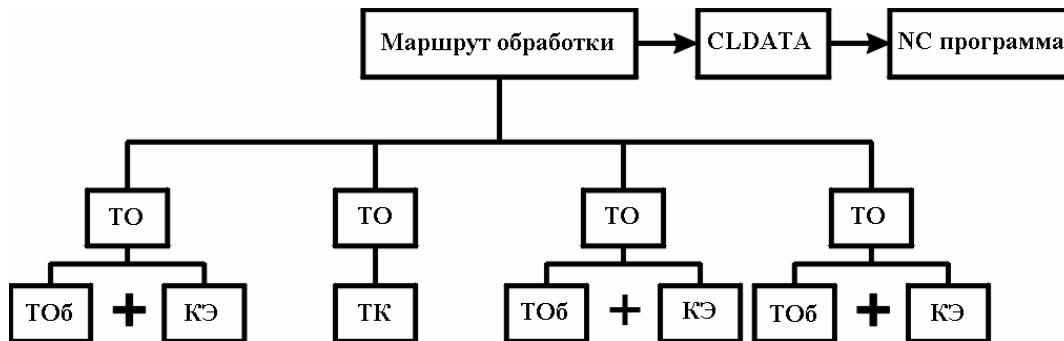 Маршрут обработки
CLDATA
NC программа
ТО
ТО
ТО
ТО
ТОб + КЭ
ТК
ТОб + КЭ
ТОб + КЭ